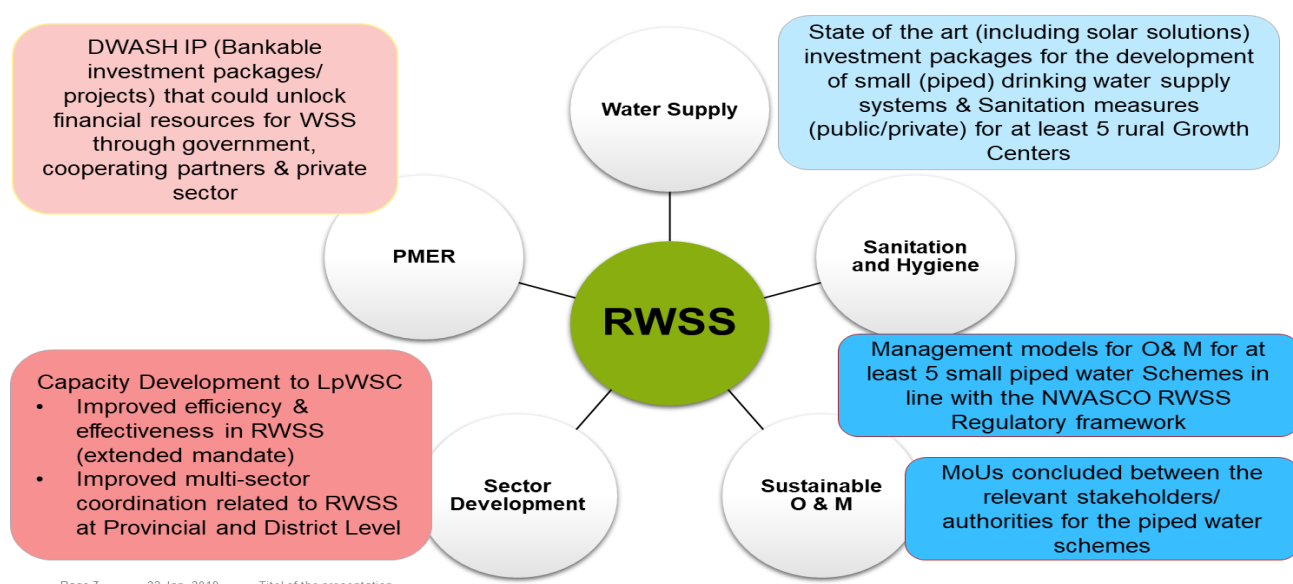 DWASH IP (Bankable
investment packages/
projects) that could unlock
financial resources for WSS
through government,
cooperating partners & private
sector
Water Supply
State of the art (including solar solutions)
investment packages for the development
of small (piped) drinking water supply
systems & Sanitation measures
(public/private) for at least 5 rural Growth
Centers
PMER
Sanitation
and Hygiene
RWSS
Capacity Development to LpWSC
• Improved efficiency &
effectiveness in RWSS
(extended mandate)
• Improved multi-sector
coordination related to RWSS
at Provincial and District Level
Management models for O& M for at
least 5 small piped water Schemes in
line with the NWASCO RWSS
Regulatory framework
Sector
Development
Sustainable
O & M
MoUs concluded between the
relevant stakeholders/
authorities for the piped water
schemes